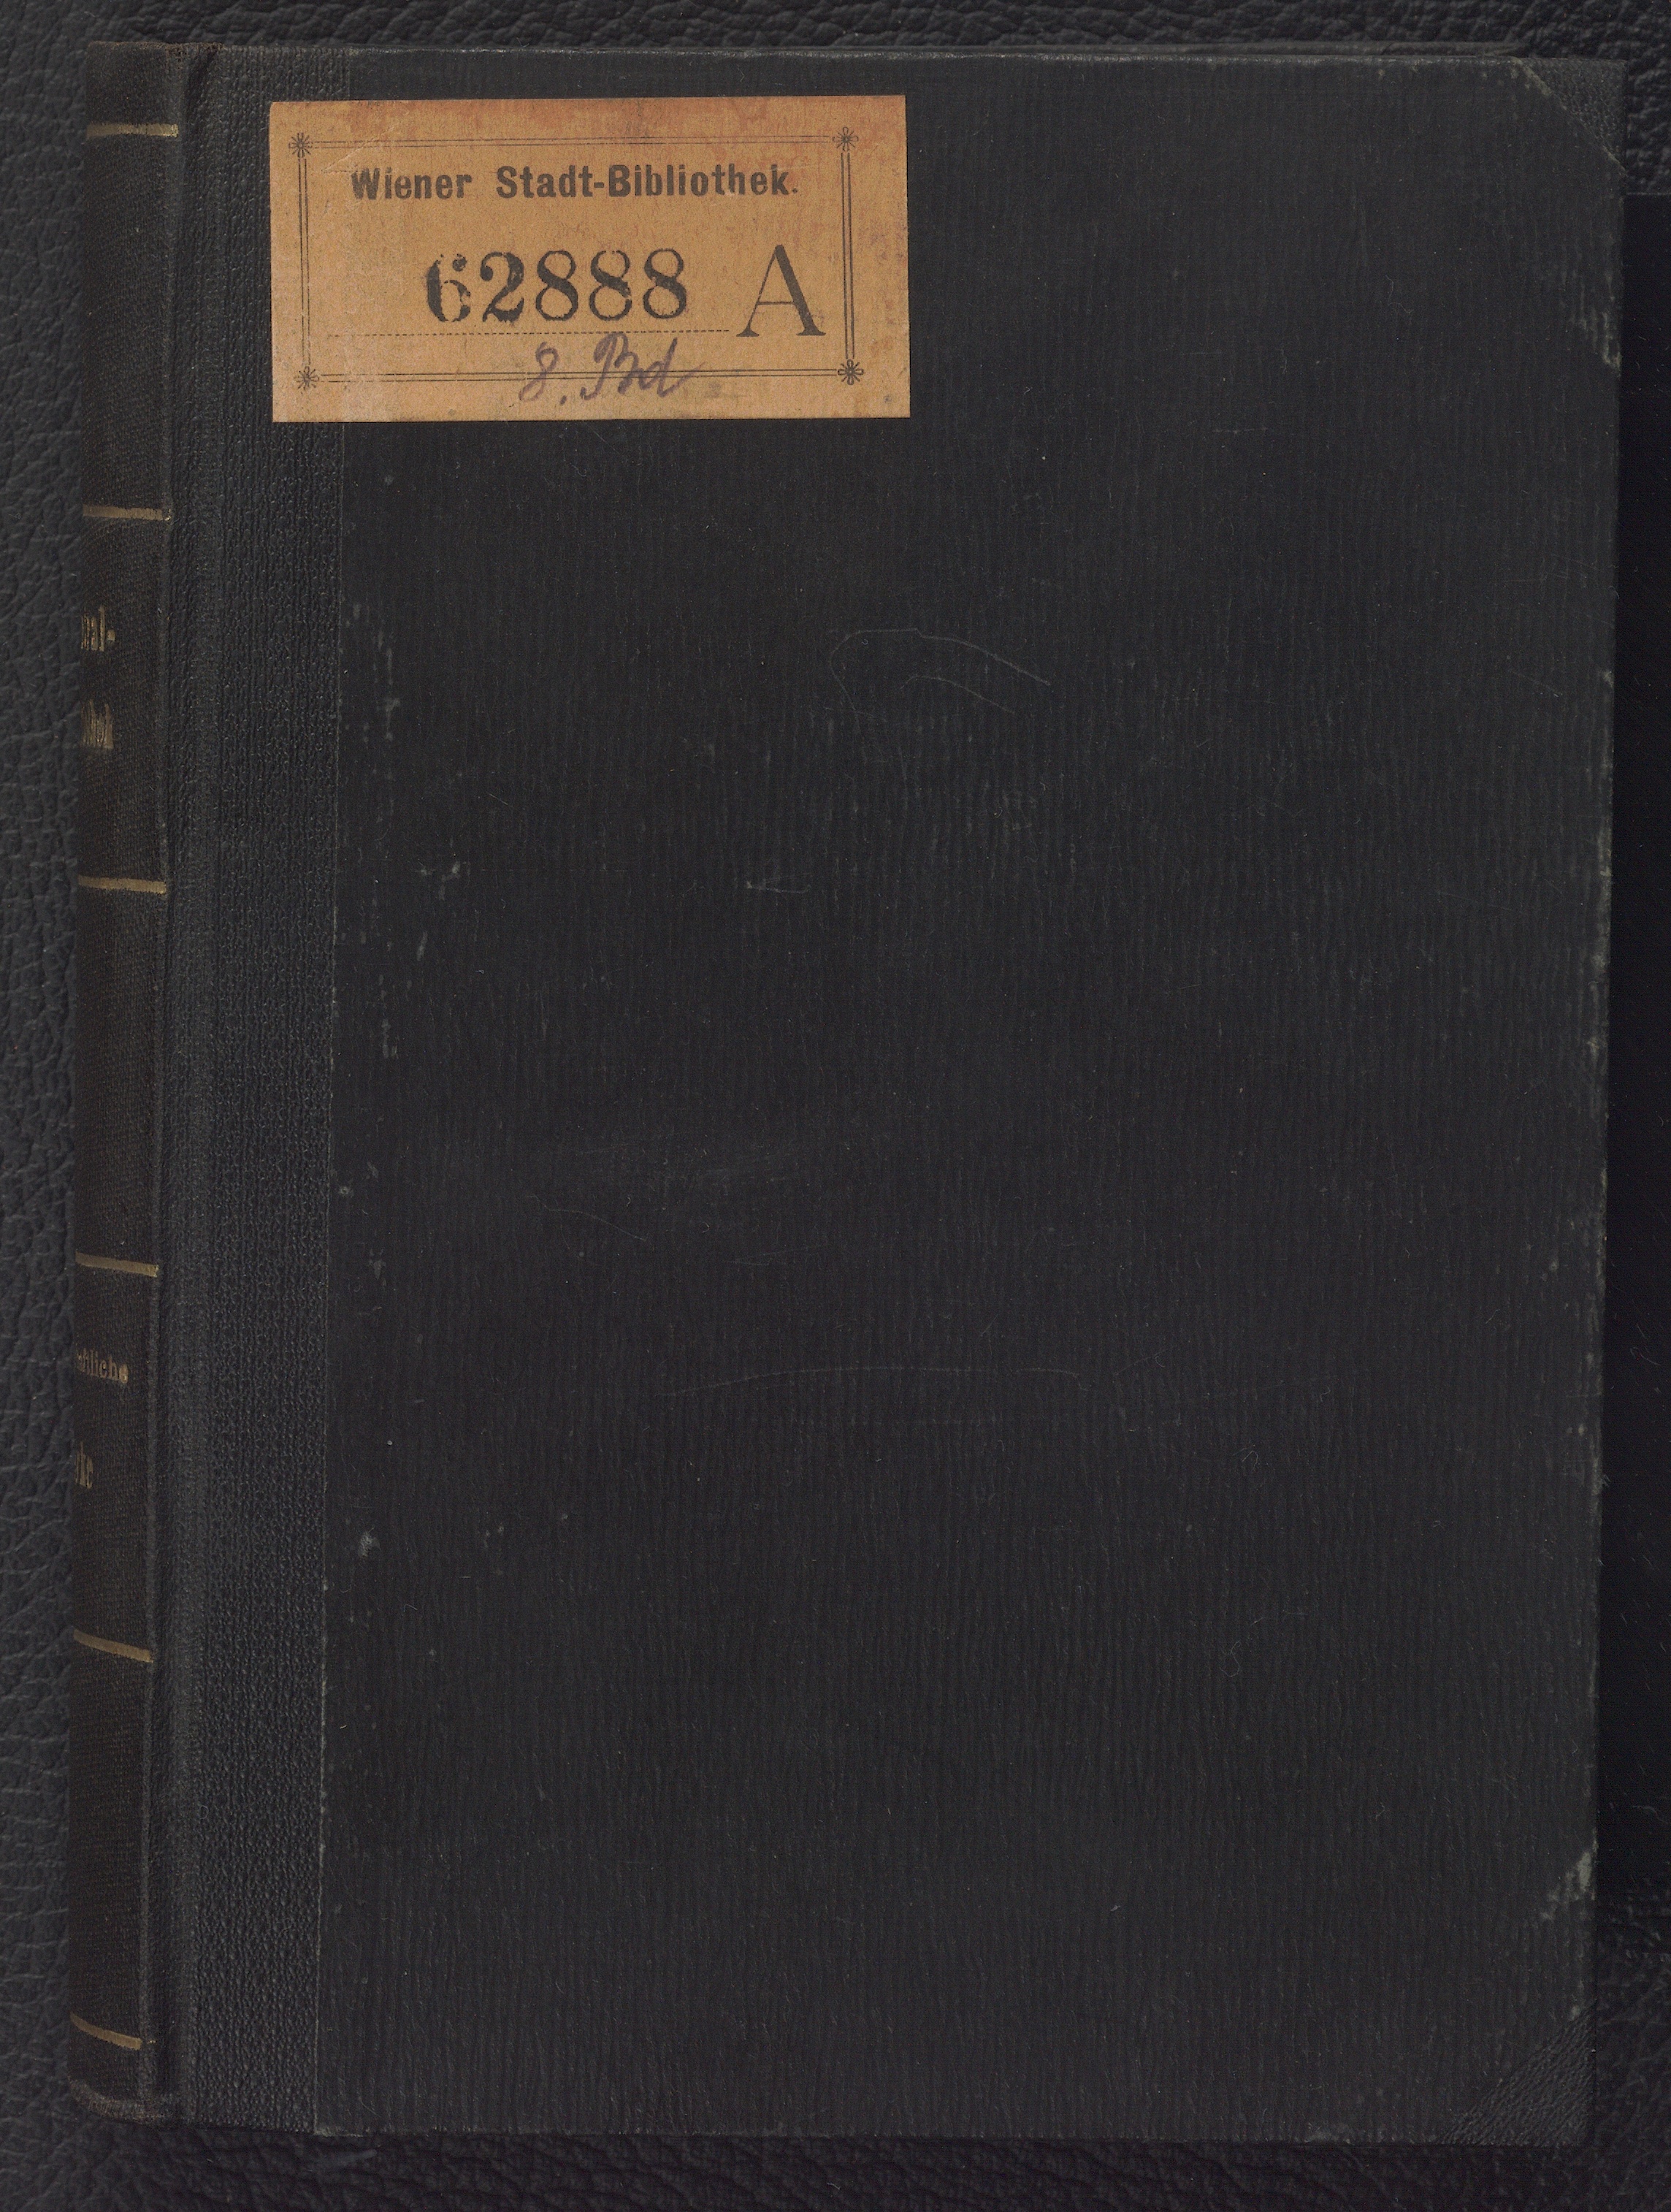 Wiener Stadt-Bibliothek.
62888 A
8. Bd